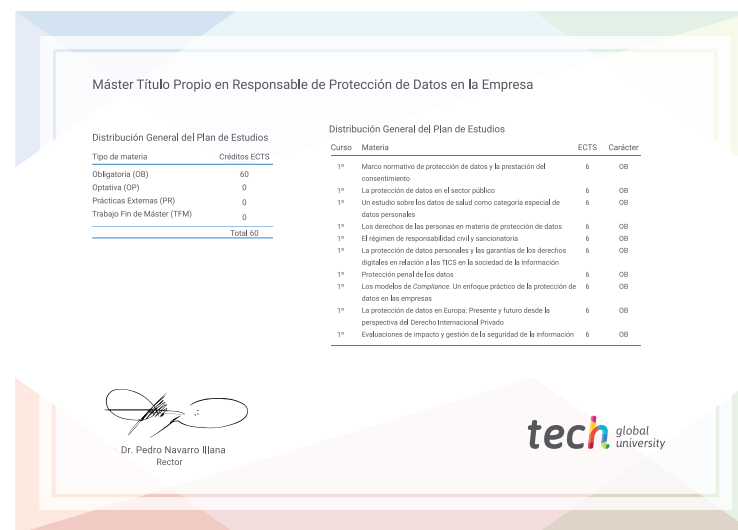 Máster Título Propio en Responsable de Protección de Datos en la Empresa
Distribución General del Plan de Estudios
Tipo de materia Créditos ECTS
Obligatoria (OB) 60
Optativa (OP) 0
Prácticas Externas (PR) 0
Trabajo Fin de Máster (TFM) 0
Total 60
Distribución General del Plan de Estudios
Curso Materia ECTS Carácter
1º Marco normativo de protección de datos y la prestación del 6 OB
consentimiento
1º La protección de datos en el sector público 6 OB
1º Un estudio sobre los datos de salud como categoría especial de 6 OB
datos personales
1º Los derechos de las personas en materia de protección de datos 6 OB
1º El régimen de responsabilidad civil y sancionatoria 6 OB
1º La protección de datos personales y las garantías de los derechos 6 OB
digitales en relación a las TICS en la sociedad de la información
1º Protección penal de los datos 6 OB
1º Los modelos de Compliance. Un enfoque práctico de la protección de 6 OB
datos en las empresas
1º La protección de datos en Europa: Presente y futuro desde la 6 OB
perspectiva del Derecho Internacional Privado
1º Evaluaciones de impacto y gestión de la seguridad de la información 6 OB
Dr. Pedro Navarro Illana
Rector
tech global
university